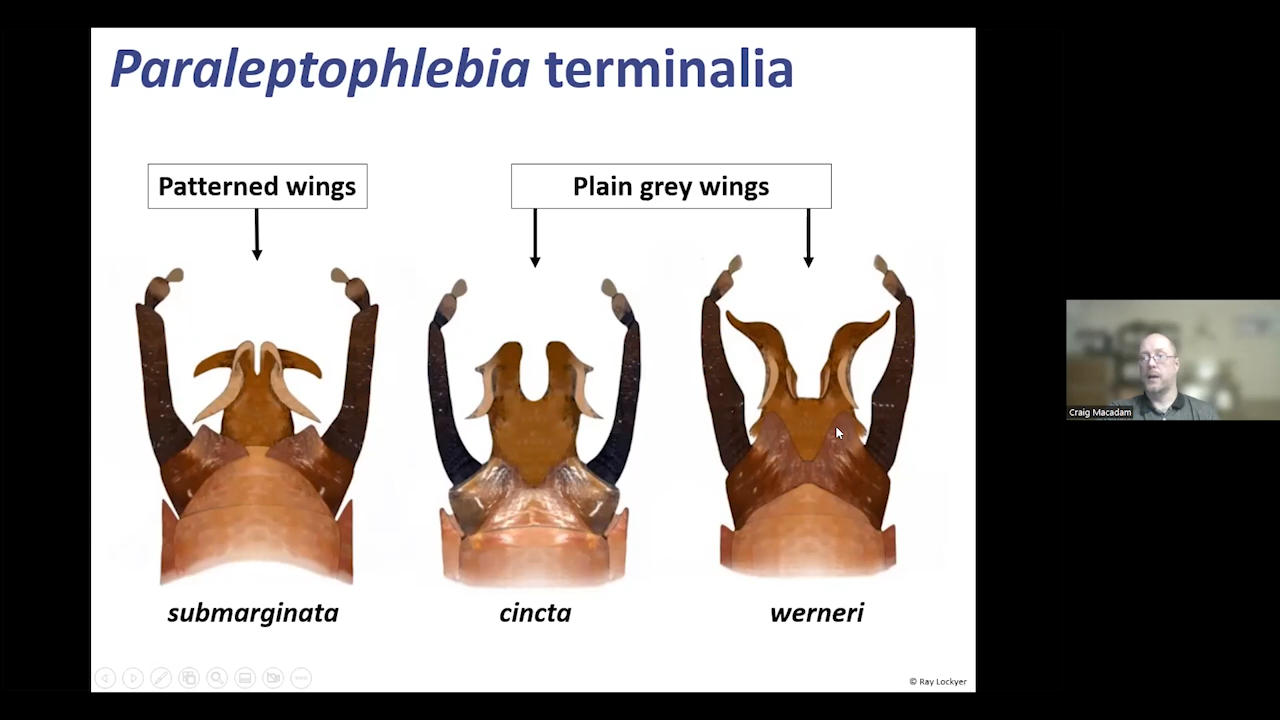 Paraleptophlebia terminalia
Patterned wings
Plain grey wings
submarginata
cincta
werneri
Craig Macadam
© Ray Lockyer